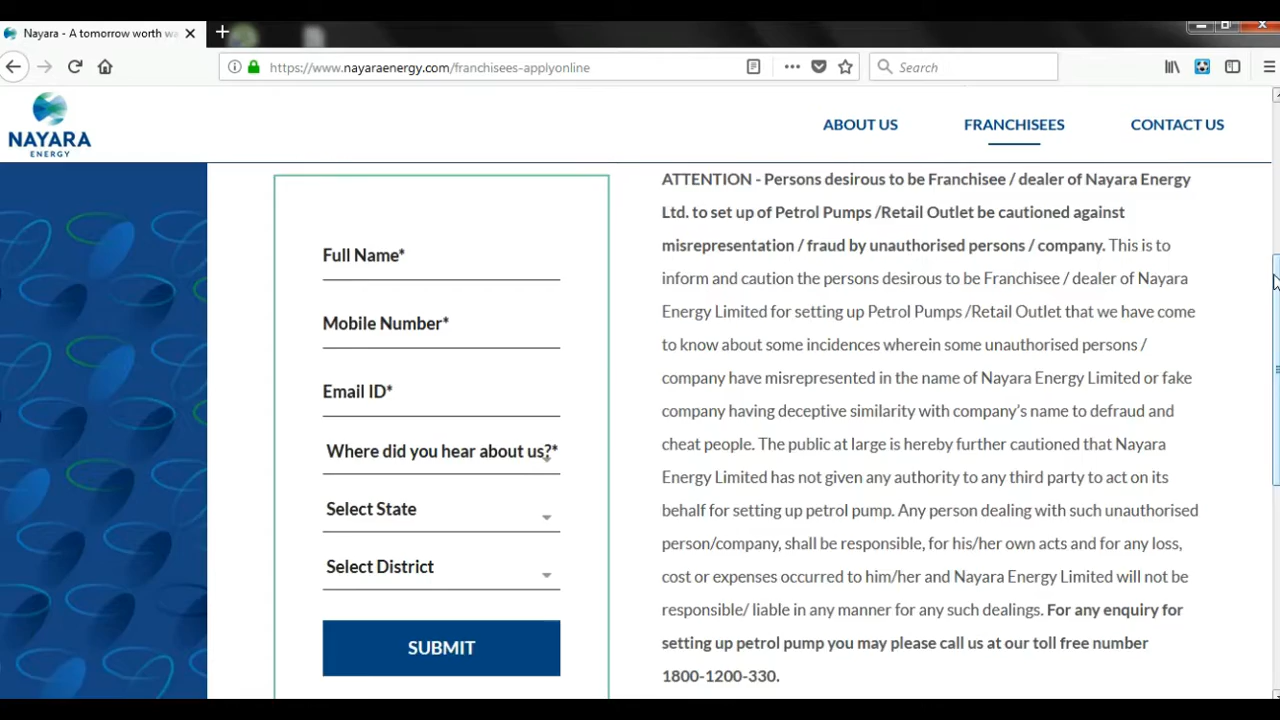 Nayara - A tomorrow worth wa
https://www.nayaraenergy.com/franchisees-applyonline
Search
NAYARA
ENERGY
ABOUT US
FRANCHISEES
CONTACT US
Full Name*
Mobile Number*
Email ID*
Where did you hear about us?*
Select State
Select District
SUBMIT
ATTENTION - Persons desirous to be Franchisee / dealer of Nayara Energy
Ltd. to set up of Petrol Pumps /Retail Outlet be cautioned against
misrepresentation / fraud by unauthorised persons / company. This is to
inform and caution the persons desirous to be Franchisee / dealer of Nayara
Energy Limited for setting up Petrol Pumps /Retail Outlet that we have come
to know about some incidences wherein some unauthorised persons /
company have misrepresented in the name of Nayara Energy Limited or fake
company having deceptive similarity with company's name to defraud and
cheat people. The public at large is hereby further cautioned that Nayara
Energy Limited has not given any authority to any third party to act on its
behalf for setting up petrol pump. Any person dealing with such unauthorised
person/company, shall be responsible, for his/her own acts and for any loss,
cost or expenses occurred to him/her and Nayara Energy Limited will not be
responsible/ liable in any manner for any such dealings. For any enquiry for
setting up petrol pump you may please call us at our toll free number
1800-1200-330.